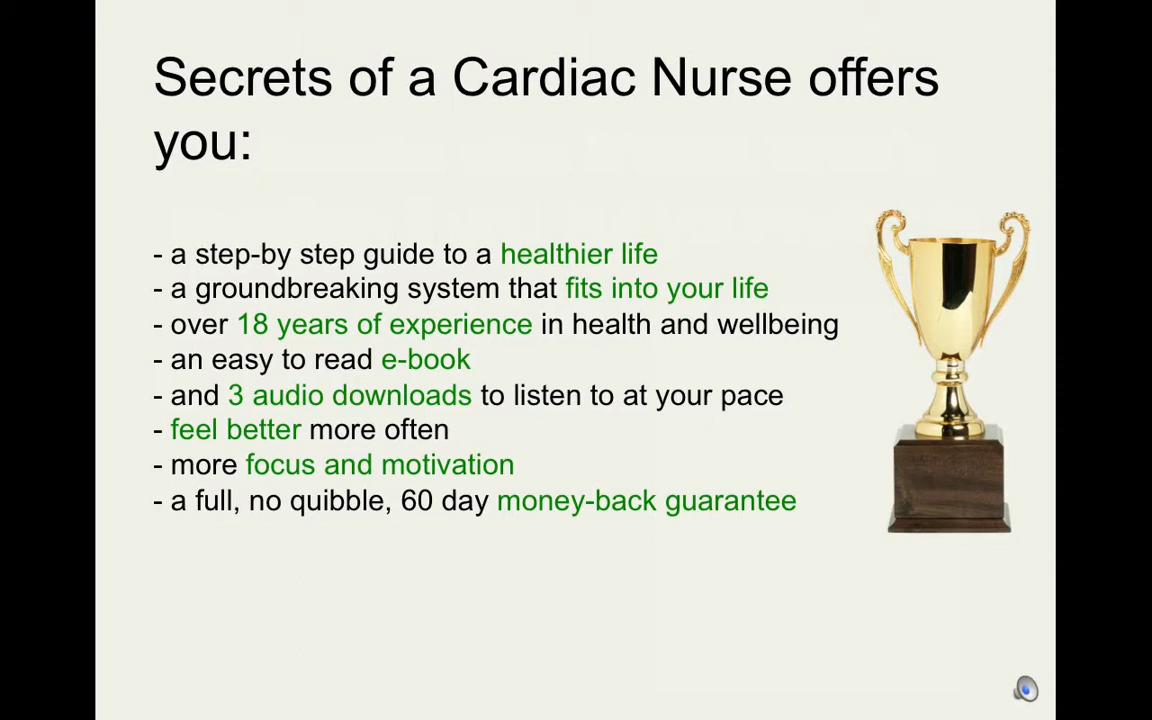 Secrets of a Cardiac Nurse offers
you:
- a step-by step guide to a healthier life
- a groundbreaking system that fits into your life
- over 18 years of experience in health and wellbeing
- an easy to read e-book
- and 3 audio downloads to listen to at your pace
- feel better more often
- more focus and motivation
- a full, no quibble, 60 day money-back guarantee